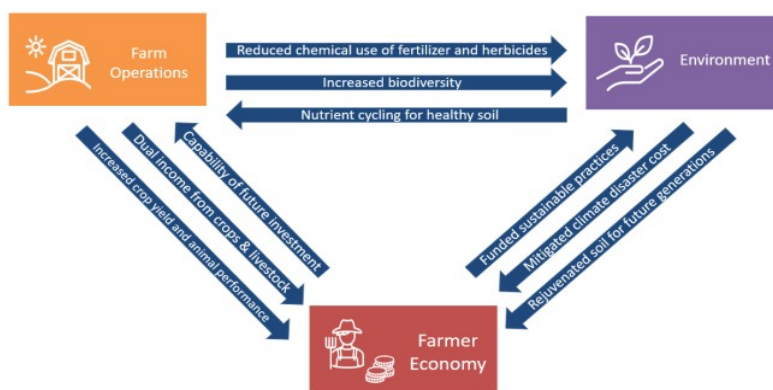 Farm
Operations
Reduced chemical use of fertilizer and herbicides
Increased biodiversity
Nutrient cycling for healthy soil
Environment
Capability of future investment
Dual income from crops & livestock
Increased crop yield and animal performance
Funded sustainable practices
Mitigated climate disaster cost
Rejuvenated soil for future generations
Farmer
Economy